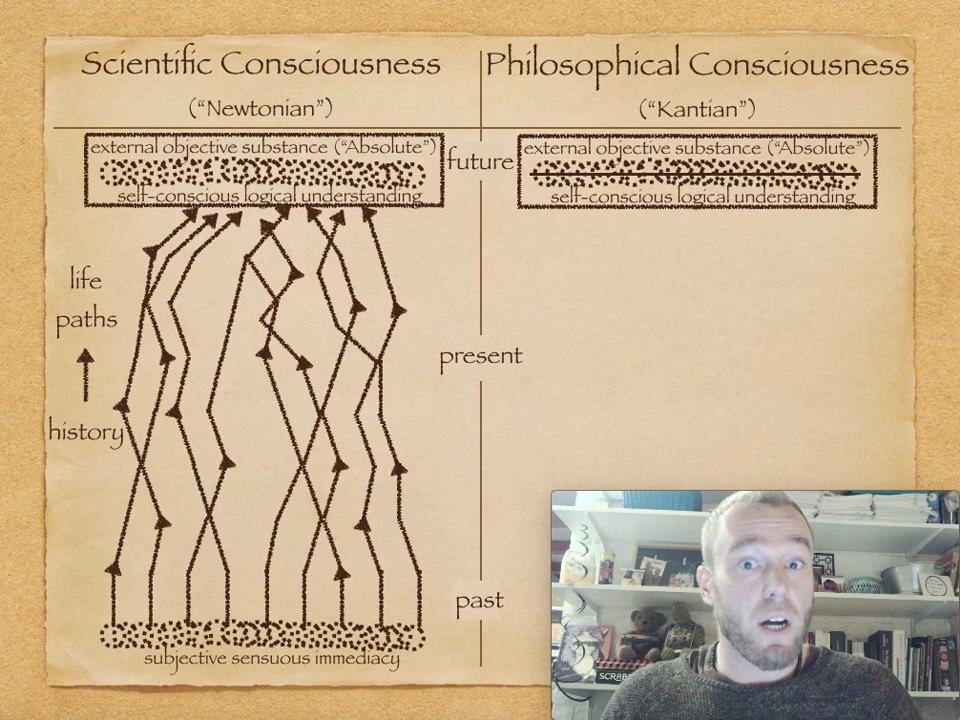 Scientific Consciousness
("Newtonian")
external objective substance ("Absolute")
self-conscious logical understanding
life
paths
history
subjective sensuous immediacy
future
present
past
Philosophical Consciousness
("Kantian")
external objective substance ("Absolute")
self-conscious logical understanding
SCRAB